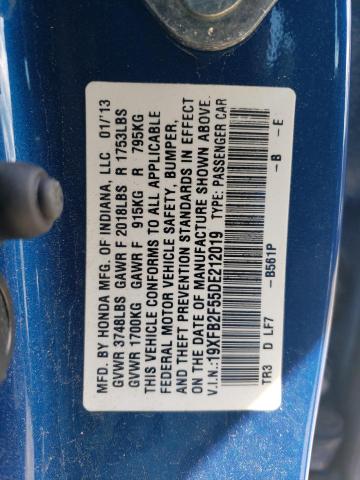 MFD. BY HONDA MFG. OF INDIANA, LLC 01/'13
GVWR 3748LBS GAWR F 2018LBS R 1753LBS
GVWR 1700KG GAWR F 915KG R 795KG
THIS VEHICLE CONFORMS TO ALL APPLICABLE
FEDERAL MOTOR VEHICLE SAFETY, BUMPER,
AND THEFT PREVENTION STANDARDS IN EFFECT
ON THE DATE OF MANUFACTURE SHOWN ABOVE.
V.I.N.:19XFB2F55DE212019 TYPE: PASSENGER CAR
-B561P -B -E
TR3 D LF7